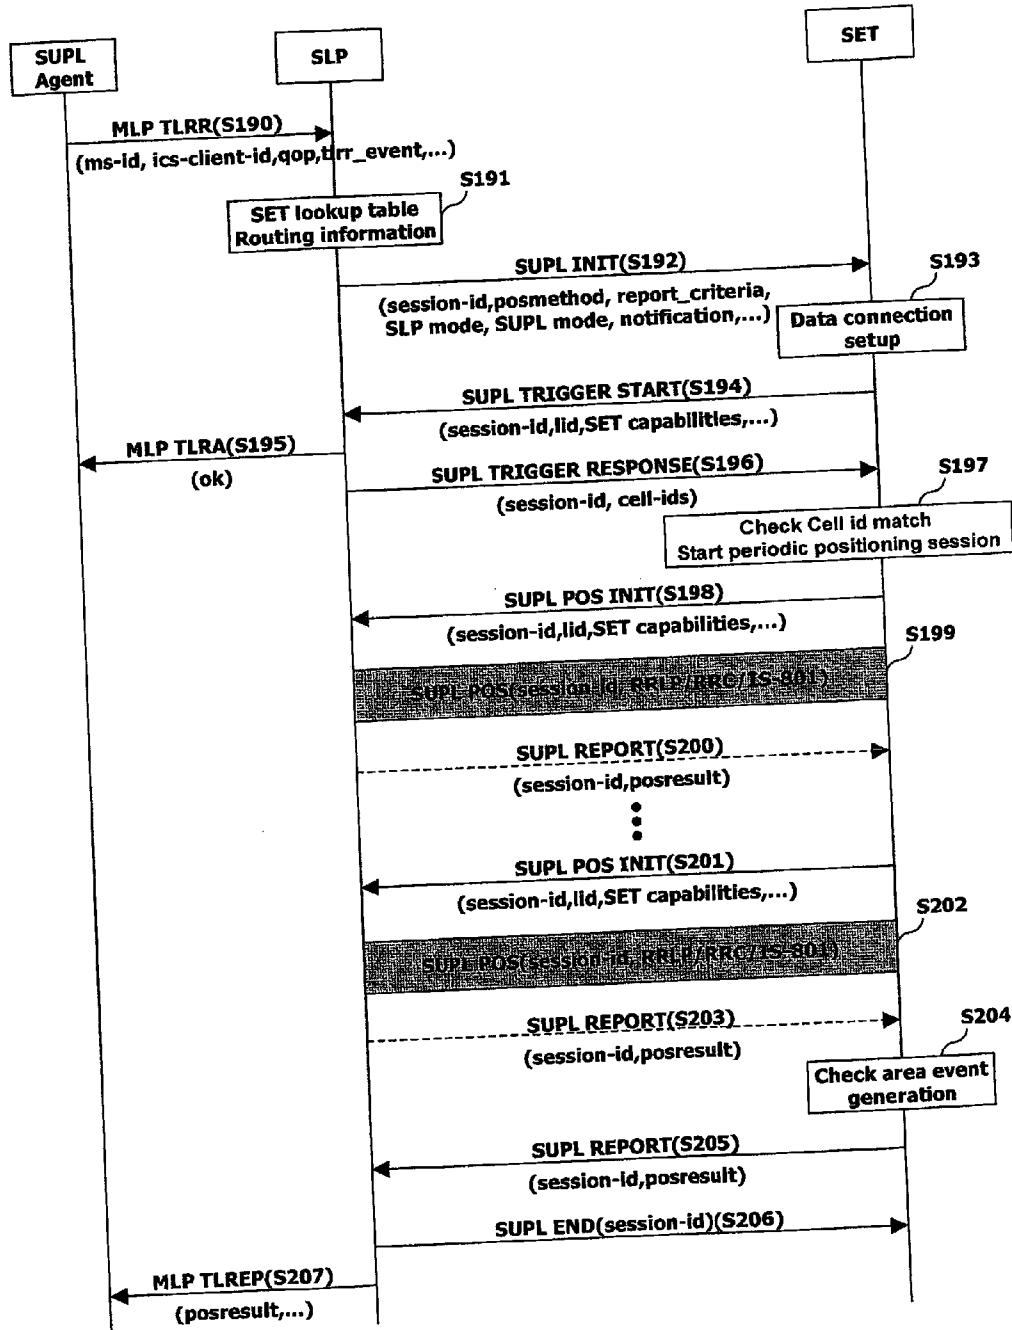 SUPL
Agent
SLP
SET
MLP TLRR(S190)
(ms-id, ics-client-id,qop,tlrr_event,...)
S191
SET lookup table
Routing information
SUPL INIT(S192)
(session-id,posmethod, report_criteria,
SLP mode, SUPL mode, notification,...)
S193
Data connection
setup
SUPL TRIGGER START(S194)
(session-id,lid,SET capabilities,...)
MLP TLRA(S195)
(ok)
SUPL TRIGGER RESPONSE(S196)
(session-id, cell-ids)
S197
Check Cell id match
Start periodic positioning session
SUPL POS INIT(S198)
(session-id,lid,SET capabilities,...)
S199
SUPL POS(session-id, RRLP/RRC/IS-801)
SUPL REPORT(S200)
(session-id,posresult)
SUPL POS INIT(S201)
(session-id,lid,SET capabilities,...)
S202
SUPL POS(session-id, RRLP/RRC/IS-801)
SUPL REPORT(S203)
(session-id,posresult)
S204
Check area event
generation
SUPL REPORT(S205)
(session-id,posresult)
SUPL END(session-id)(S206)
MLP TLREP(S207)
(posresult,...)